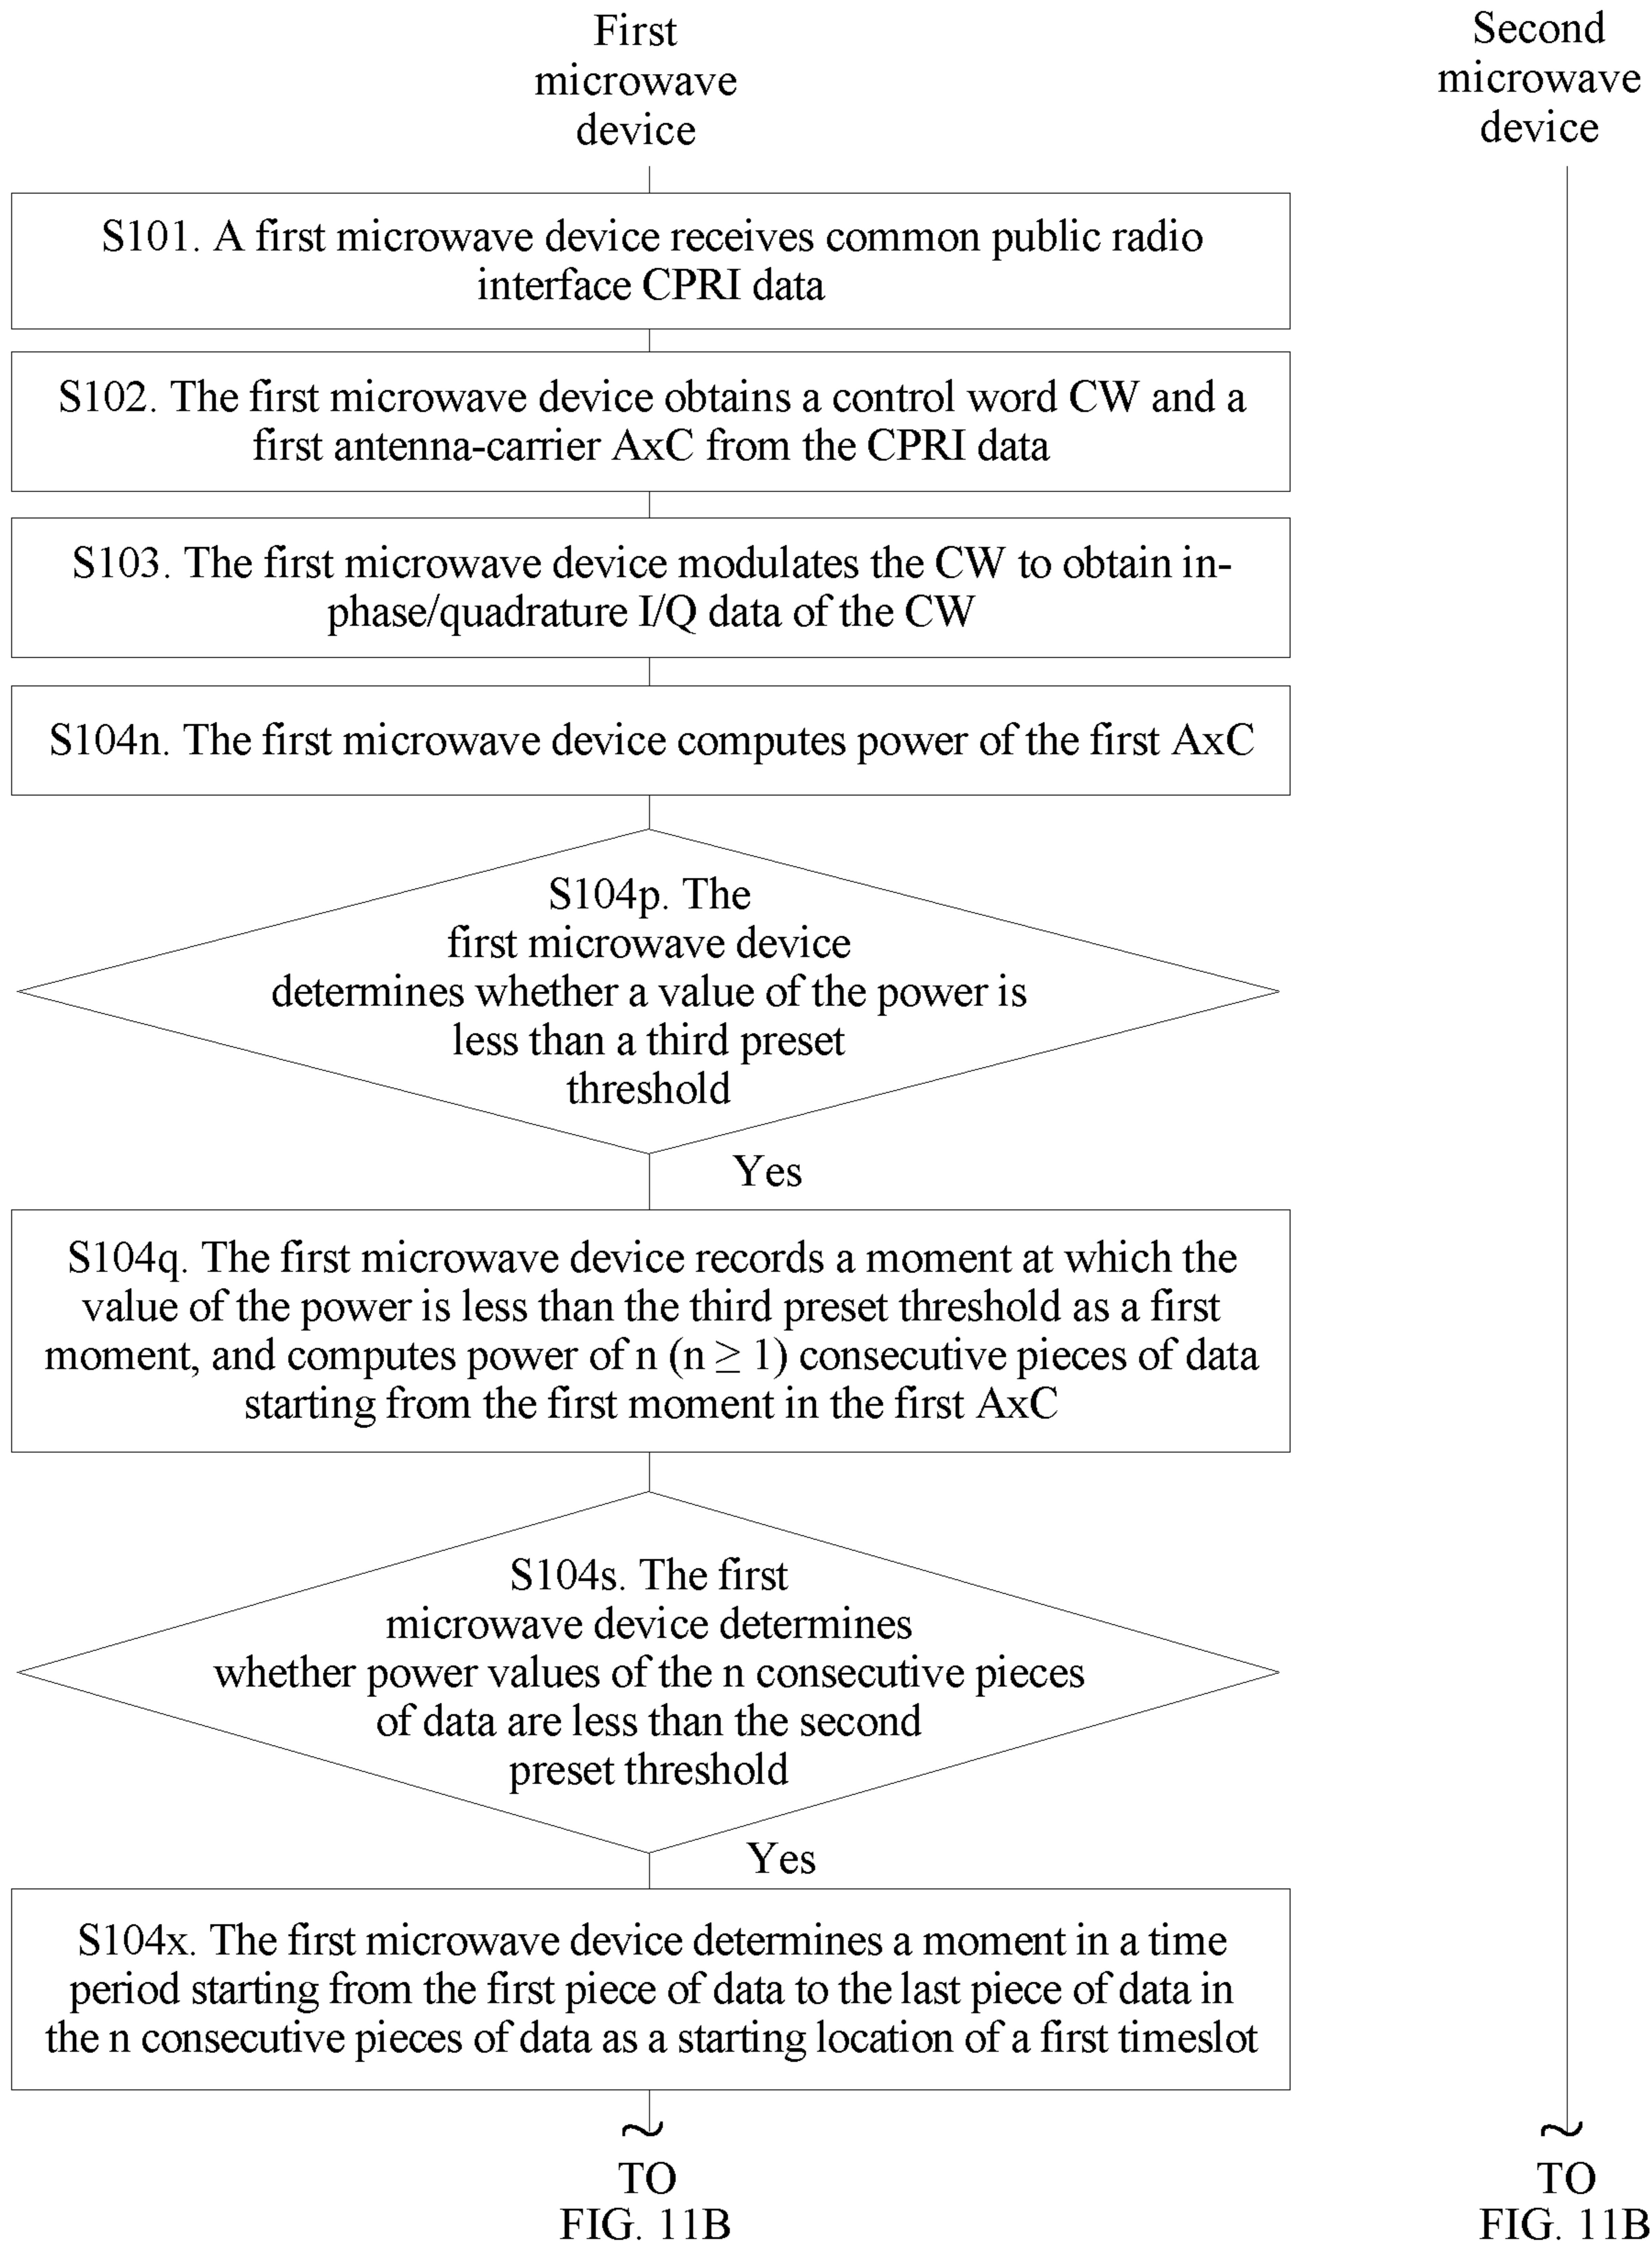 First
microwave
device
Second
microwave
device
S101. A first microwave device receives common public radio
interface CPRI data
S102. The first microwave device obtains a control word CW and a
first antenna-carrier AxC from the CPRI data
S103. The first microwave device modulates the CW to obtain in-
phase/quadrature I/Q data of the CW
S104n. The first microwave device computes power of the first AxC
S104p. The
first microwave device
determines whether a value of the power is
less than a third preset
threshold
Yes
S104q. The first microwave device records a moment at which the
value of the power is less than the third preset threshold as a first
moment, and computes power of n (n ≥ 1) consecutive pieces of data
starting from the first moment in the first AxC
S104s. The first
microwave device determines
whether power values of the n consecutive pieces
of data are less than the second
preset threshold
Yes
S104x. The first microwave device determines a moment in a time
period starting from the first piece of data to the last piece of data in
the n consecutive pieces of data as a starting location of a first timeslot
TO
FIG. 11B
TO
FIG. 11B